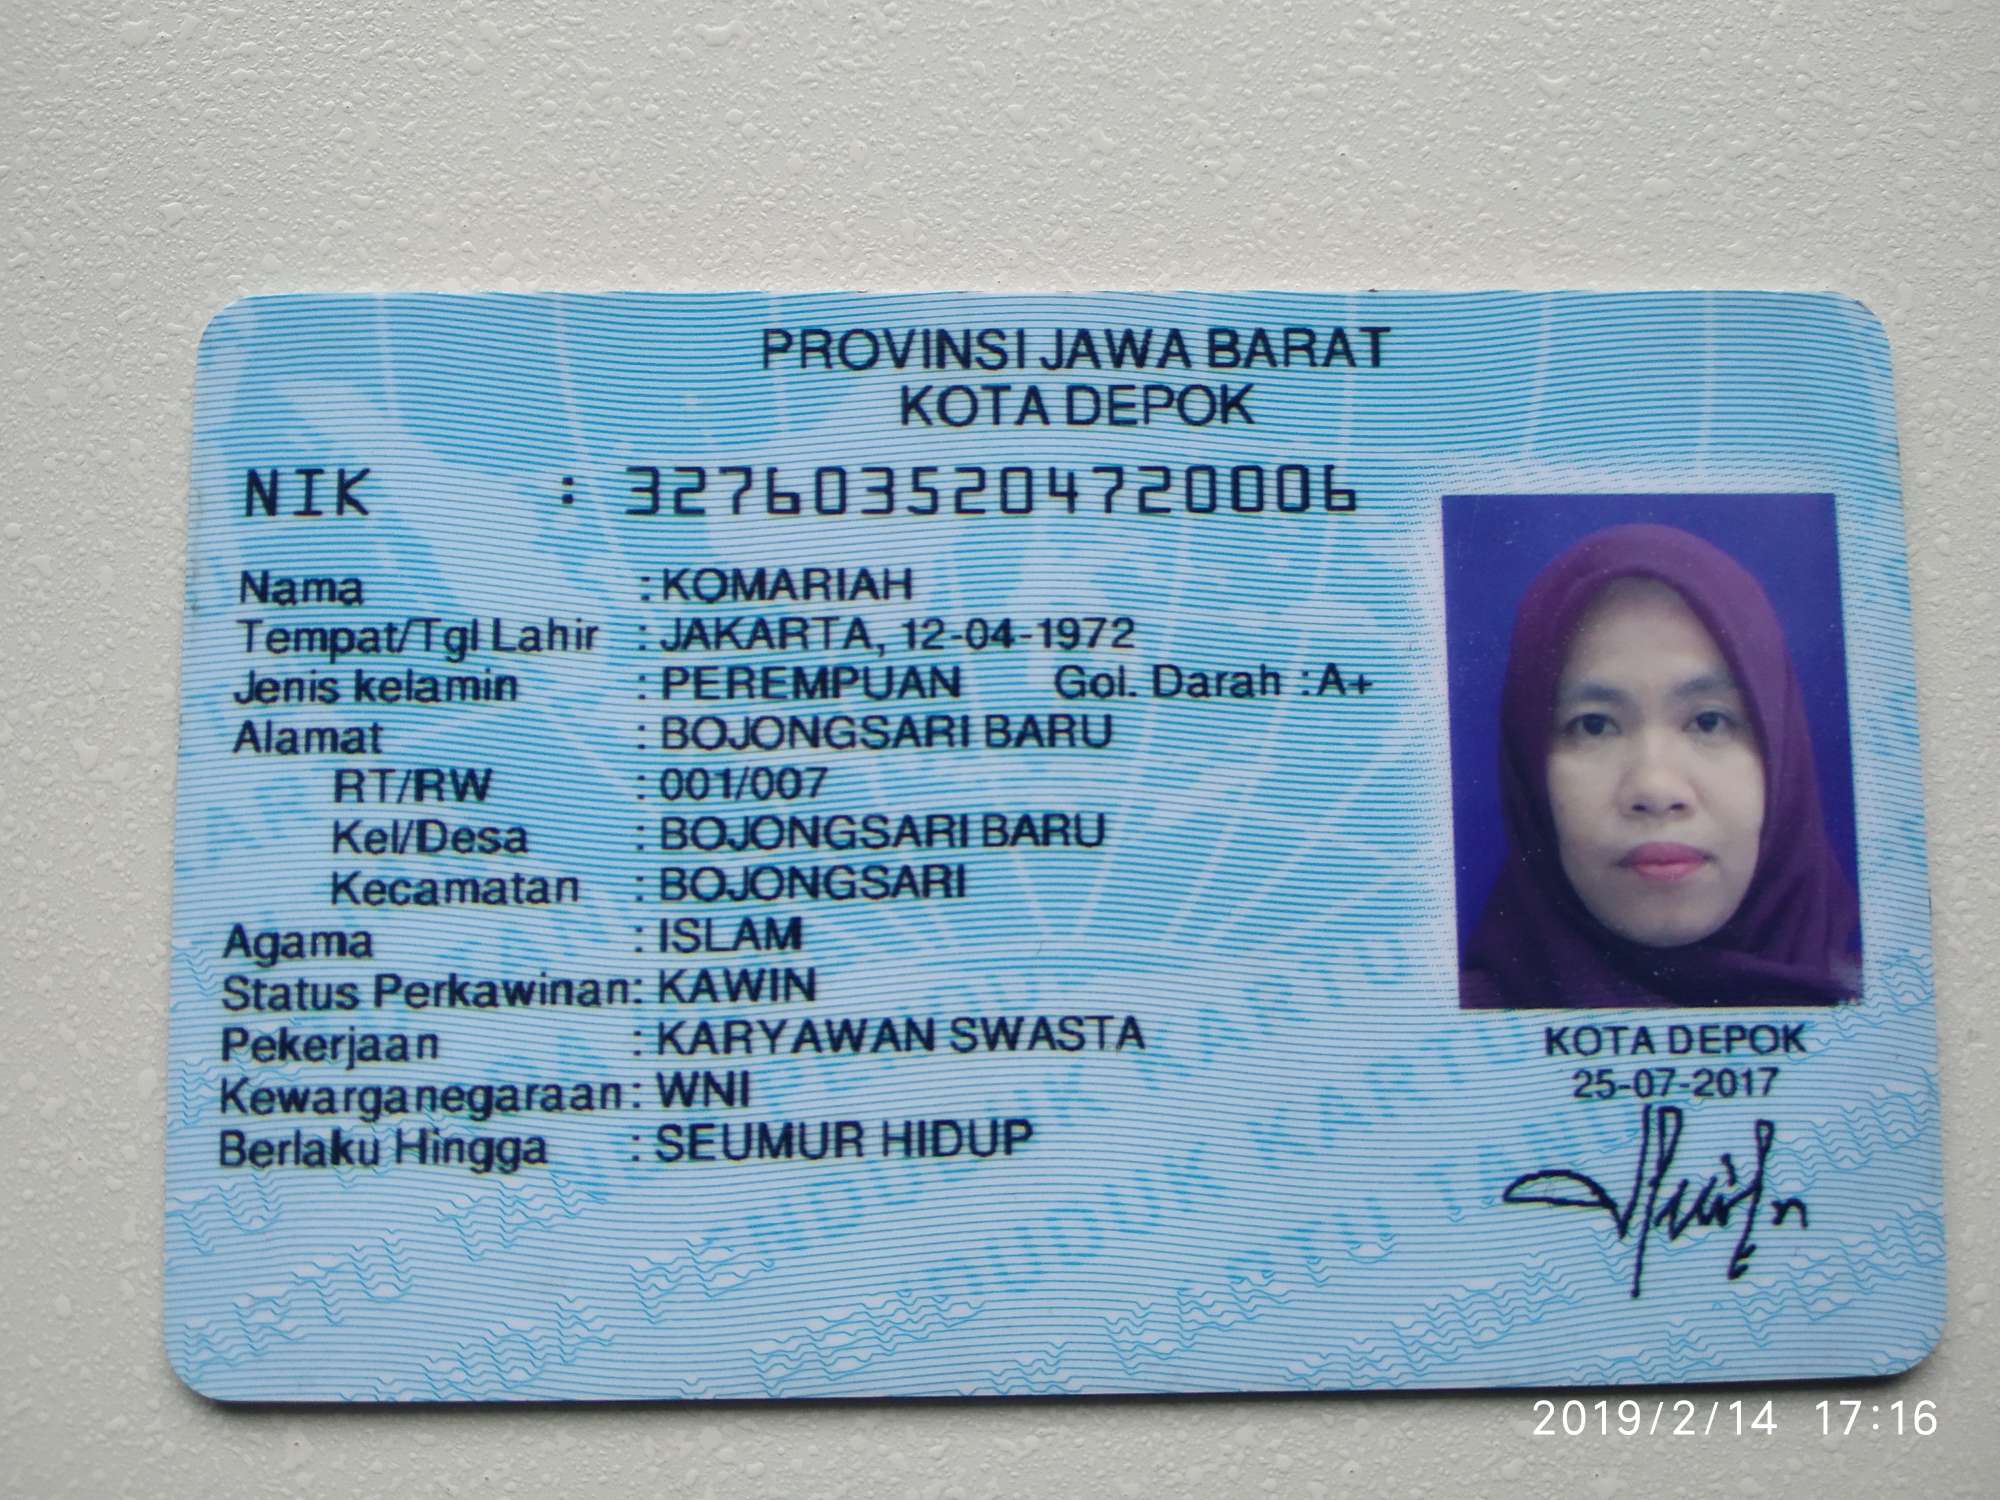 PROVINSI JAWA BARAT
KOTA DEPOK
NIK : 3276035204720006
Nama : KOMARIAH
Tempat/Tgl Lahir : JAKARTA, 12-04-1972
Jenis kelamin : PEREMPUAN Gol. Darah : A+
Alamat : BOJONGSARI BARU
RT/RW : 001/007
Kel/Desa : BOJONGSARI BARU
Kecamatan : BOJONGSARI
Agama : ISLAM
Status Perkawinan: KAWIN
Pekerjaan : KARYAWAN SWASTA
Kewarganegaraan: WNI
Berlaku Hingga : SEUMUR HIDUP
KOTA DEPOK
25-07-2017
2019/2/14 17:16